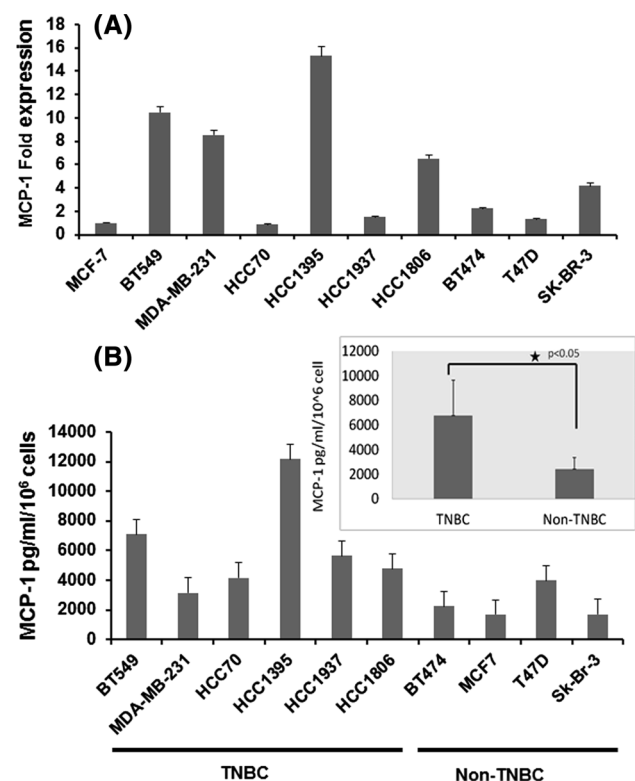 (A)
MCP-1 Fold expression
18
16
14
12
10
8
6
4
2
0
MCF-7
BT549
MDA-MB-231
HCC70
HCC1395
HCC1937
HCC1806
BT474
T47D
SK-BR-3
(B)
MCP-1 pg/ml/10^6 cell
12000
10000
8000
6000
4000
2000
0
★ p<0.05
TNBC
Non-TNBC
MCP-1 pg/ml/10⁶ cells
14000
12000
10000
8000
6000
4000
2000
0
BT549
MDA-MB-231
HCC70
HCC1395
HCC1937
HCC1806
BT474
MCF7
T47D
Sk-Br-3
TNBC
Non-TNBC